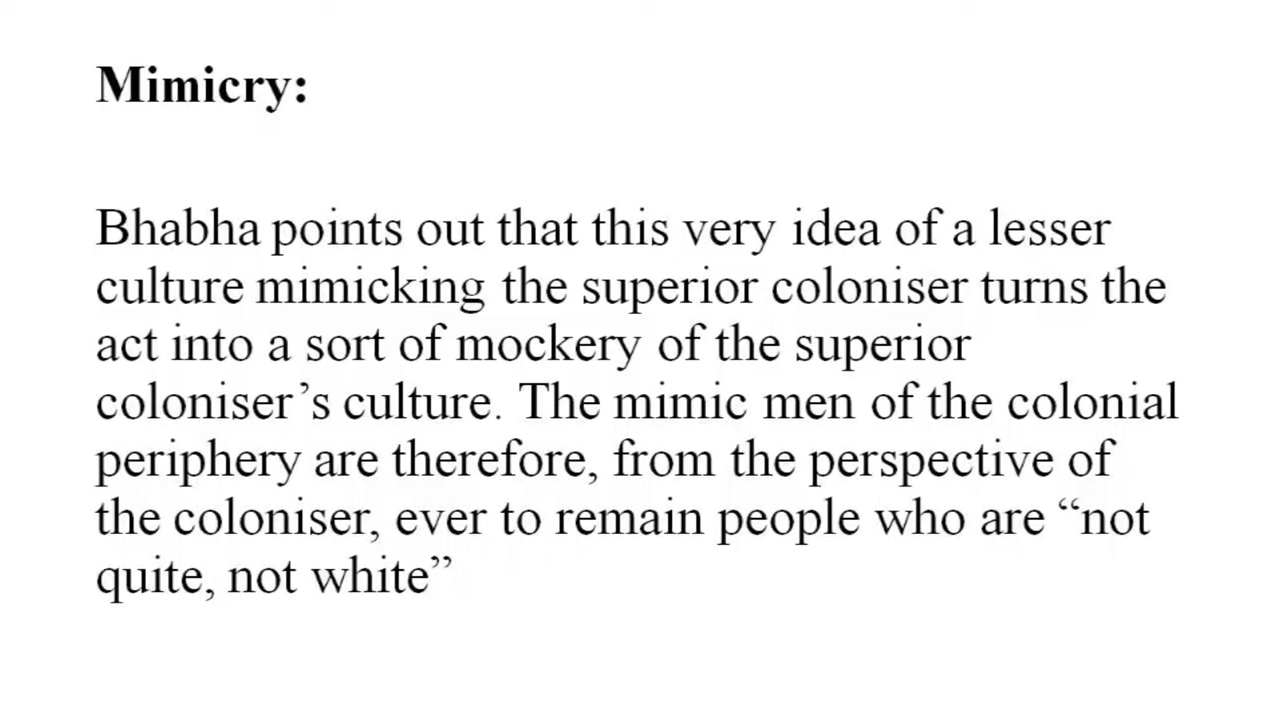 Mimicry:
Bhabha points out that this very idea of a lesser
culture mimicking the superior coloniser turns the
act into a sort of mockery of the superior
coloniser’s culture. The mimic men of the colonial
periphery are therefore, from the perspective of
the coloniser, ever to remain people who are “not
quite, not white”